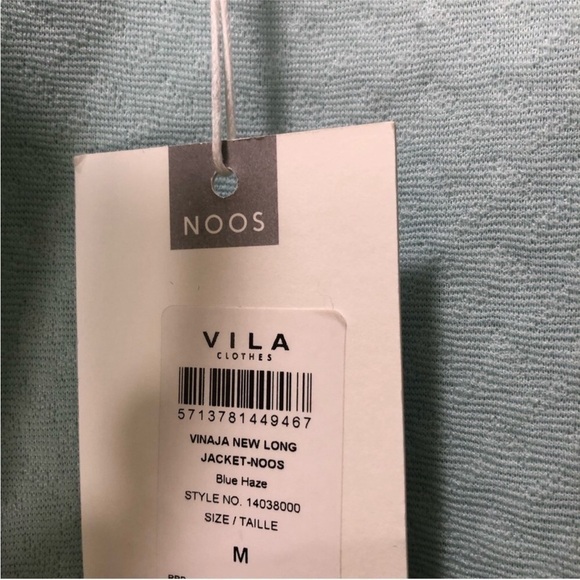 NOOS
VILA
CLOTHES
5713781449467
VINAJA NEW LONG
JACKET-NOOS
Blue Haze
STYLE NO. 14038000
SIZE / TAILLE
M